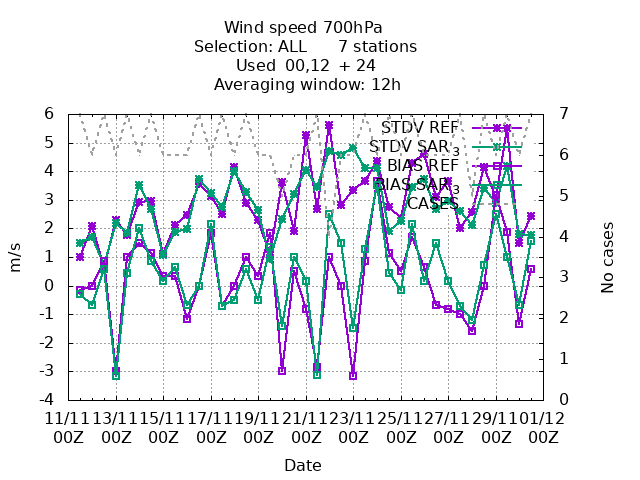 Wind speed 700hPa
Selection: ALL      7 stations
Used  00,12  + 24
Averaging window: 12h
STDV REF
STDV SAR_3
BIAS REF
BIAS SAR_3
CASES
6
5
4
3
2
1
0
-1
-2
-3
-4
7
6
5
4
3
2
1
0
m/s
No cases
11/11 13/11 15/11 17/11 19/11 21/11 23/11 25/11 27/11 29/11 01/12
00Z 00Z 00Z 00Z 00Z 00Z 00Z 00Z 00Z 00Z 00Z
Date